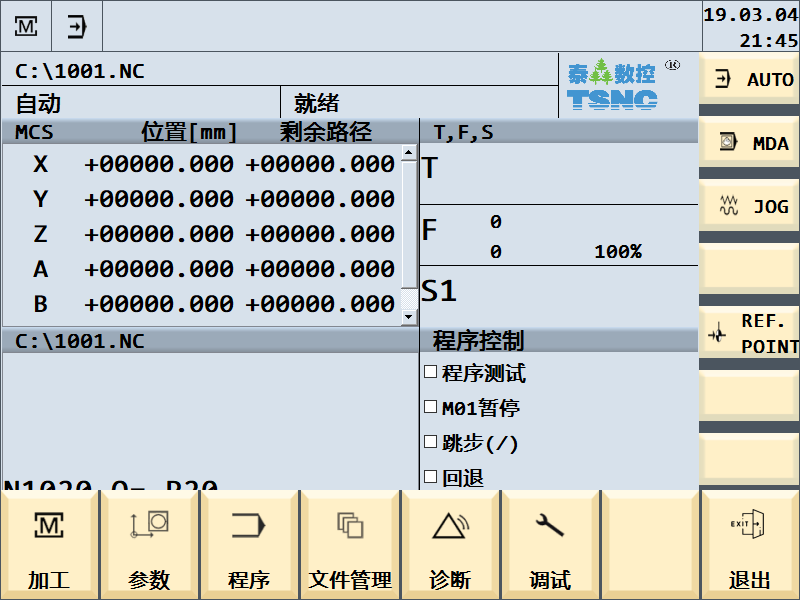 M 19.03.04
21:45
C:\1001.NC
泰森数控 ®
TSNC
自动 就绪
MCS 位置[mm] 剩余路径 T,F,S
X +00000.000 +00000.000
Y +00000.000 +00000.000
Z +00000.000 +00000.000
A +00000.000 +00000.000
B +00000.000 +00000.000
T
F 0
0 100%
S1
C:\1001.NC 程序控制
程序测试
M01暂停
跳步(/)
回退
AUTO
MDA
JOG
REF.
POINT
M
EXIT
加工 参数 程序 文件管理 诊断 调试 退出